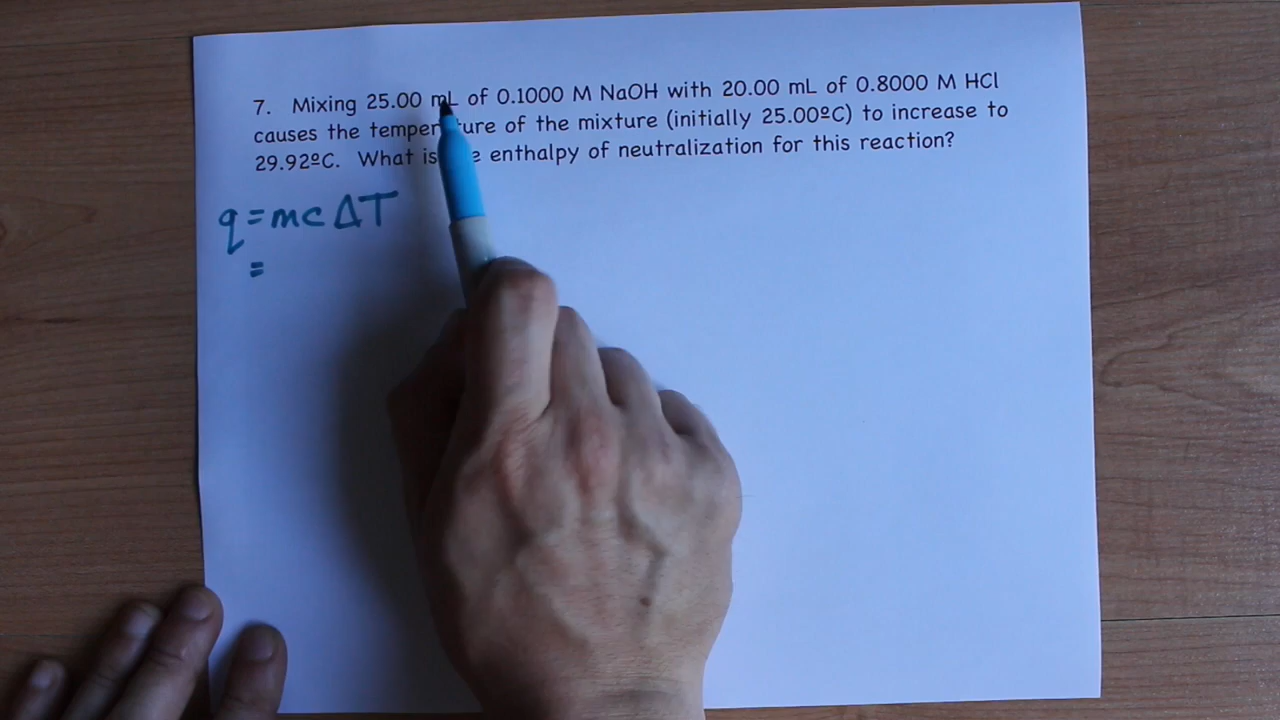 7. Mixing 25.00 mL of 0.1000 M NaOH with 20.00 mL of 0.8000 M HCl
causes the temperature of the mixture (initially 25.00ºC) to increase to
29.92ºC. What is the enthalpy of neutralization for this reaction?
q = mcΔT
=